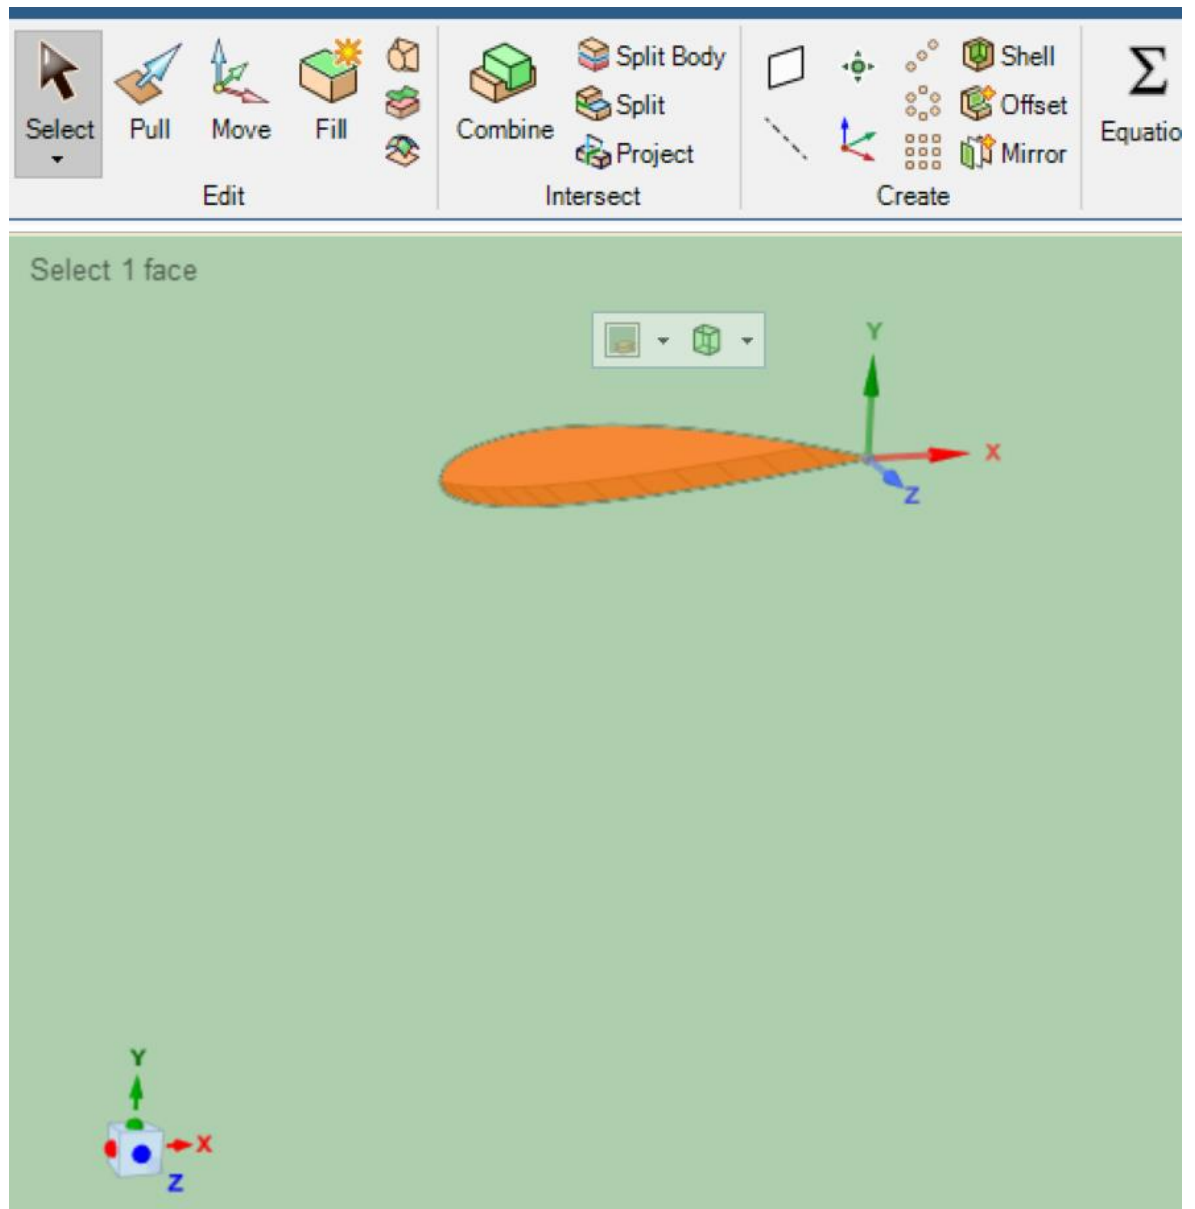 Split Body
Shell
Split
Offset
Select Pull Move Fill Combine Equatio
Project
Mirror
Edit Intersect Create
Select 1 face
Y
X
Z
Y
X
Z